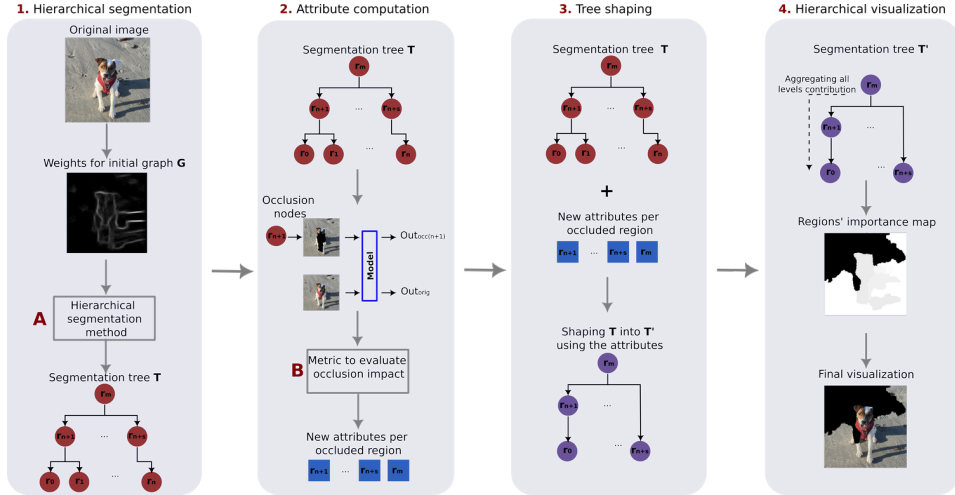 1. Hierarchical segmentation
Original image
Weights for initial graph G
A
Hierarchical
segmentation
method
Segmentation tree T
rm
rn+1
...
rn+s
r0
r1
...
rn
2. Attribute computation
Segmentation tree T
rm
rn+1
...
rn+s
r0
r1
...
rn
Occlusion
nodes
rn+1
Model
Outocc(n+1)
Outorig
B
Metric to evaluate
occlusion impact
New attributes per
occluded region
rn+1 ... rn+s rm
3. Tree shaping
Segmentation tree T
rm
rn+1
...
rn+s
r0
r1
...
rn
+
New attributes per
occluded region
rn+1 ... rn+s rm
Shaping T into T'
using the attributes
rm
rn+1
...
r0
...
rn+s
4. Hierarchical visualization
Segmentation tree T'
Aggregating all
levels contribution
rm
rn+1
...
r0
...
rn+s
Regions' importance map
Final visualization